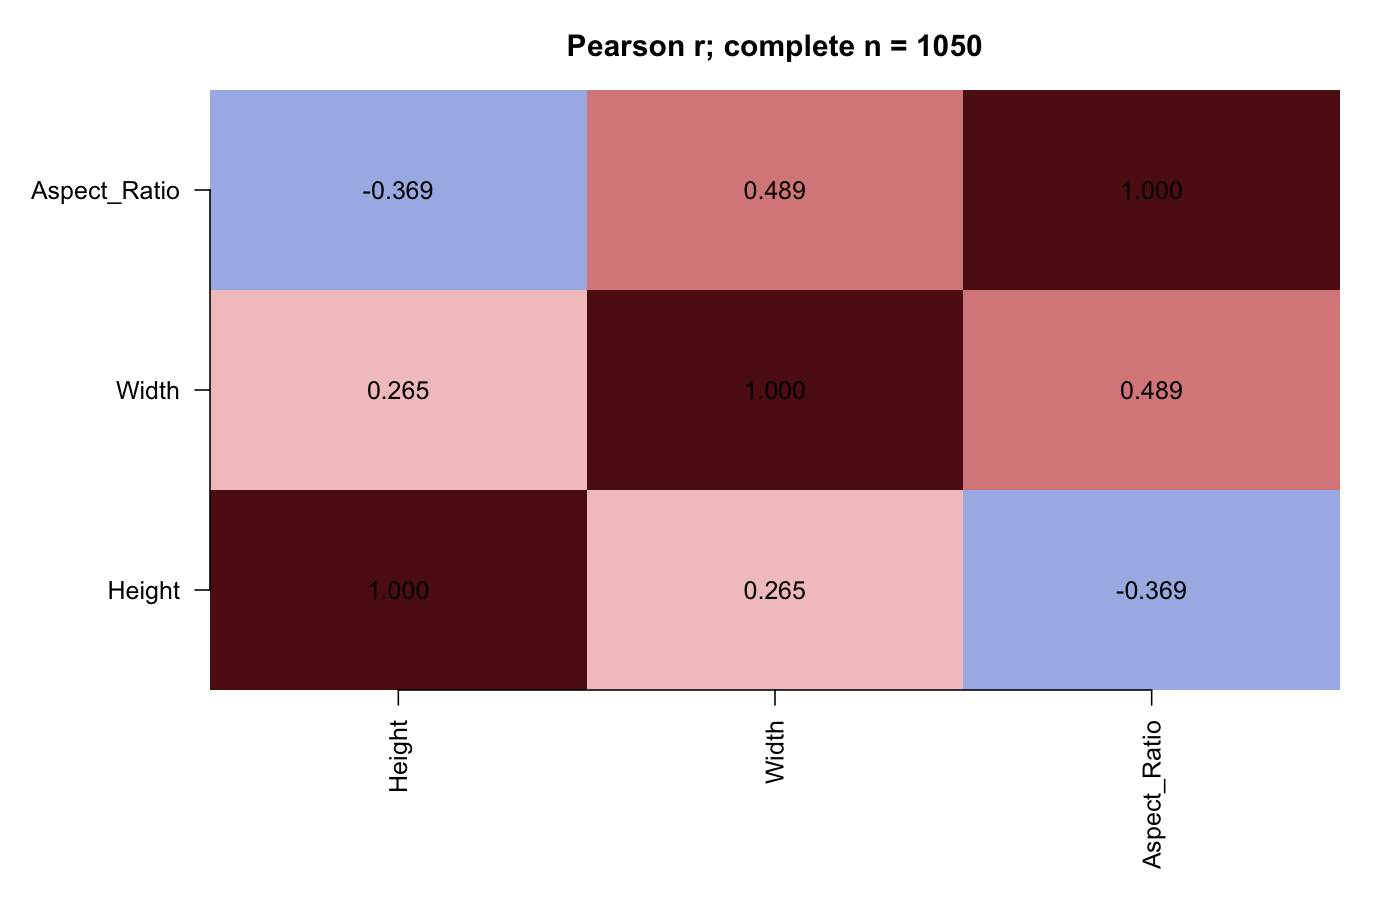 Pearson r; complete n = 1050
Aspect_Ratio -0.369 0.489 1.000
Width 0.265 1.000 0.489
Height 1.000 0.265 -0.369
Height Width Aspect_Ratio